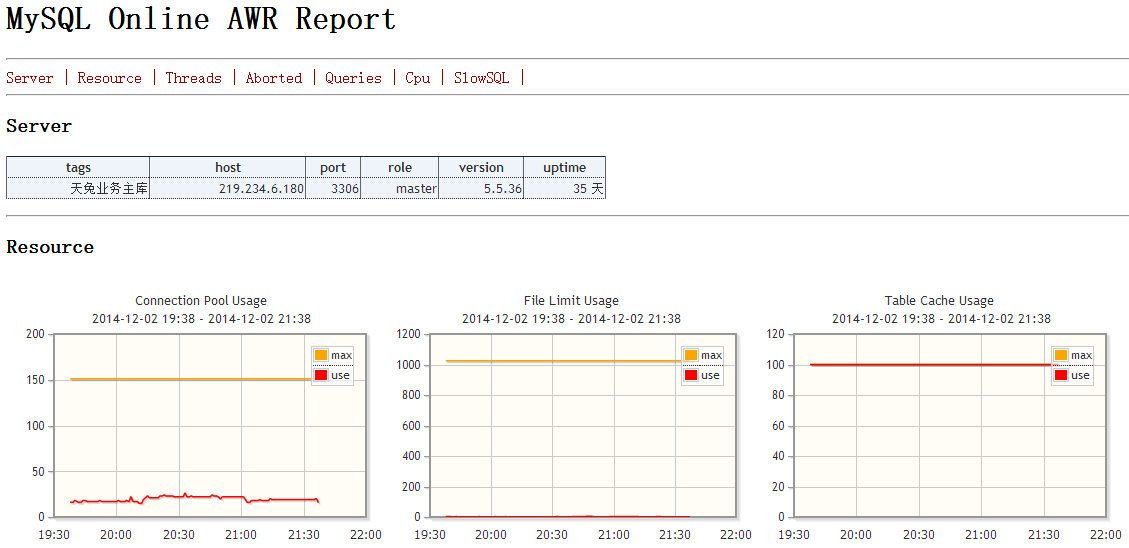 MySQL Online AWR Report
Server | Resource | Threads | Aborted | Queries | Cpu | SlowSQL |
Server
tags host port role version uptime
天兔业务主库 219.234.6.180 3306 master 5.5.36 35 天
Resource
Connection Pool Usage
2014-12-02 19:38 - 2014-12-02 21:38
200
150
100
50
0
max
use
19:30 20:00 20:30 21:00 21:30 22:00
File Limit Usage
2014-12-02 19:38 - 2014-12-02 21:38
1200
1000
800
600
400
200
0
max
use
19:30 20:00 20:30 21:00 21:30 22:00
Table Cache Usage
2014-12-02 19:38 - 2014-12-02 21:38
120
100
80
60
40
20
0
max
use
19:30 20:00 20:30 21:00 21:30 22:00